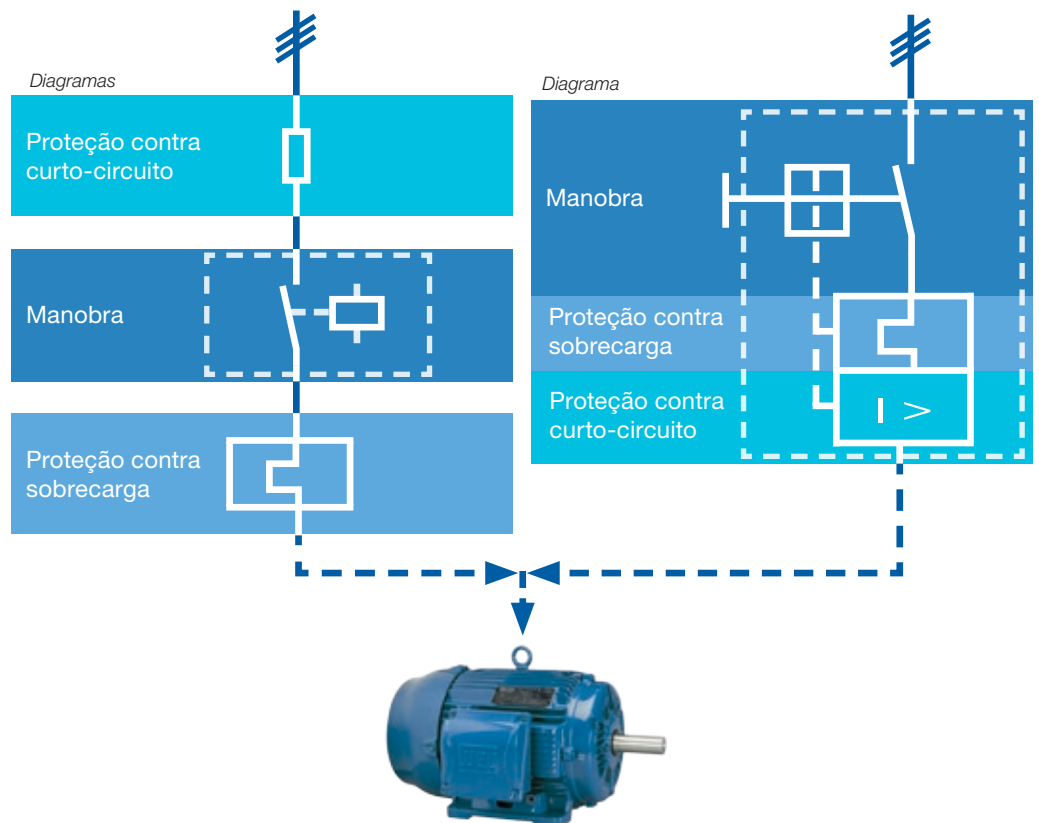 Diagramas
Proteção contra
curto-circuito
Manobra
Proteção contra
sobrecarga
Diagrama
Manobra
Proteção contra
sobrecarga
Proteção contra
curto-circuito
I >